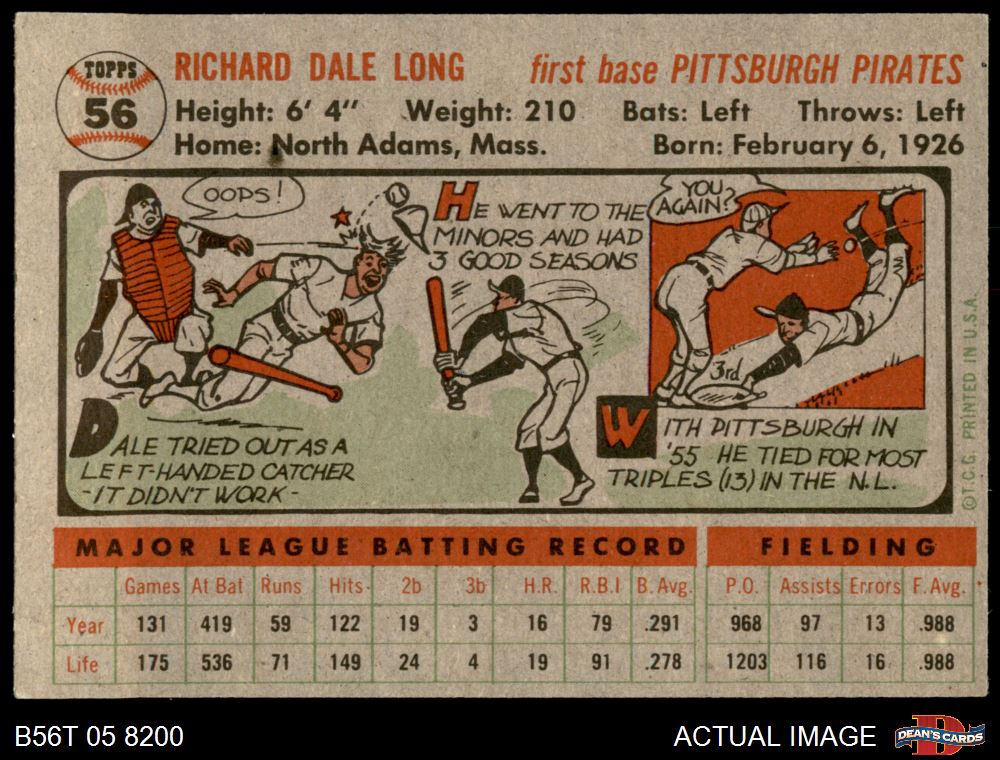 TOPPS
56
RICHARD DALE LONG first base PITTSBURGH PIRATES
Height: 6' 4" Weight: 210 Bats: Left Throws: Left
Home: North Adams, Mass. Born: February 6, 1926
OOPS!
DALE TRIED OUT AS A
LEFT-HANDED CATCHER
-IT DIDN'T WORK-
HE WENT TO THE
MINORS AND HAD
3 GOOD SEASONS
YOU
AGAIN?
3rd
WITH PITTSBURGH IN
'55 HE TIED FOR MOST
TRIPLES (13) IN THE N.L.
©T.C.G. PRINTED IN U.S.A.
MAJOR LEAGUE BATTING RECORD FIELDING
Games At Bat Runs Hits 2b 3b H.R. R.B.I B. Avg. P.O. Assists Errors F. Avg.
Year 131 419 59 122 19 3 16 79 .291 968 97 13 .988
Life 175 536 71 149 24 4 19 91 .278 1203 116 16 .988
B56T 05 8200 ACTUAL IMAGE D DEAN'S CARDS